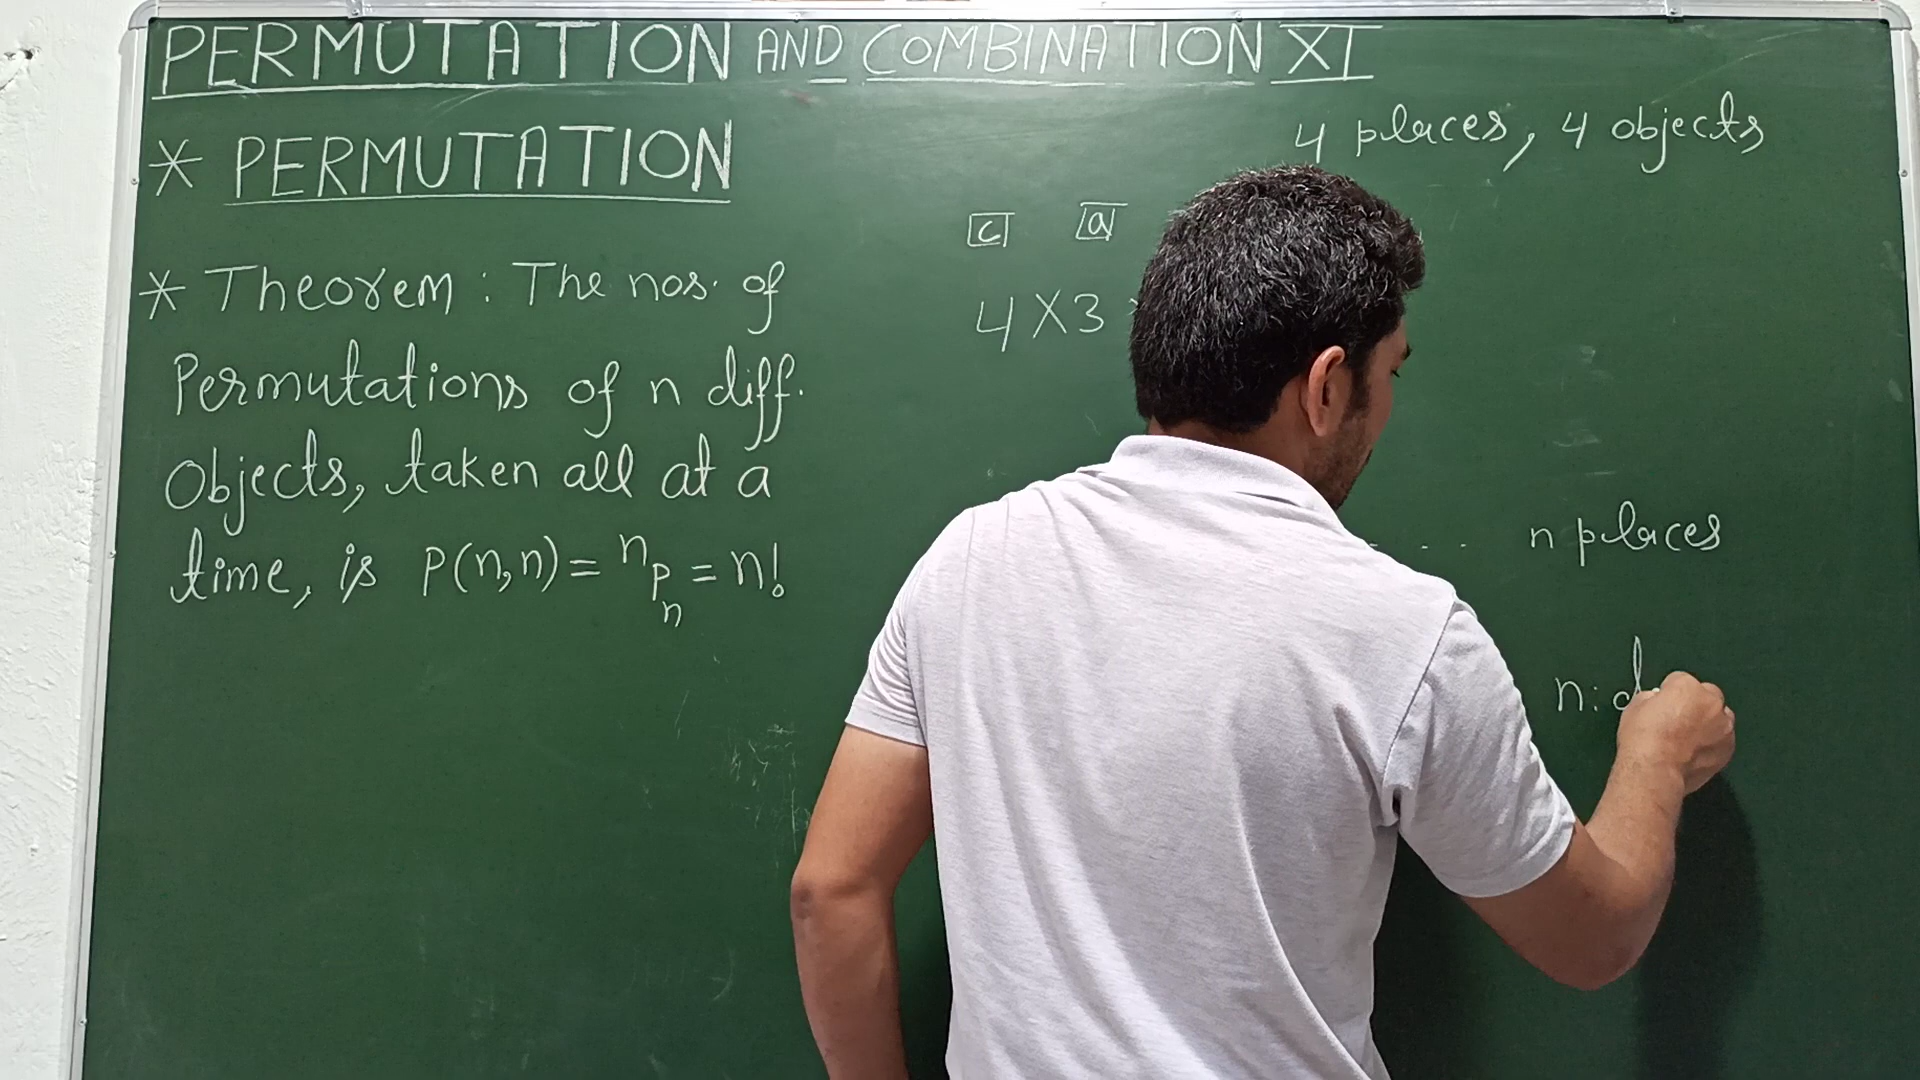 PERMUTATION AND COMBINATION XI
* PERMUTATION
* Theorem : The nos. of
Permutations of n diff.
Objects, taken all at a
time, is P(n,n) = nPn = n!
4 places, 4 objects
c a
4 X 3
. . . n places
n : d